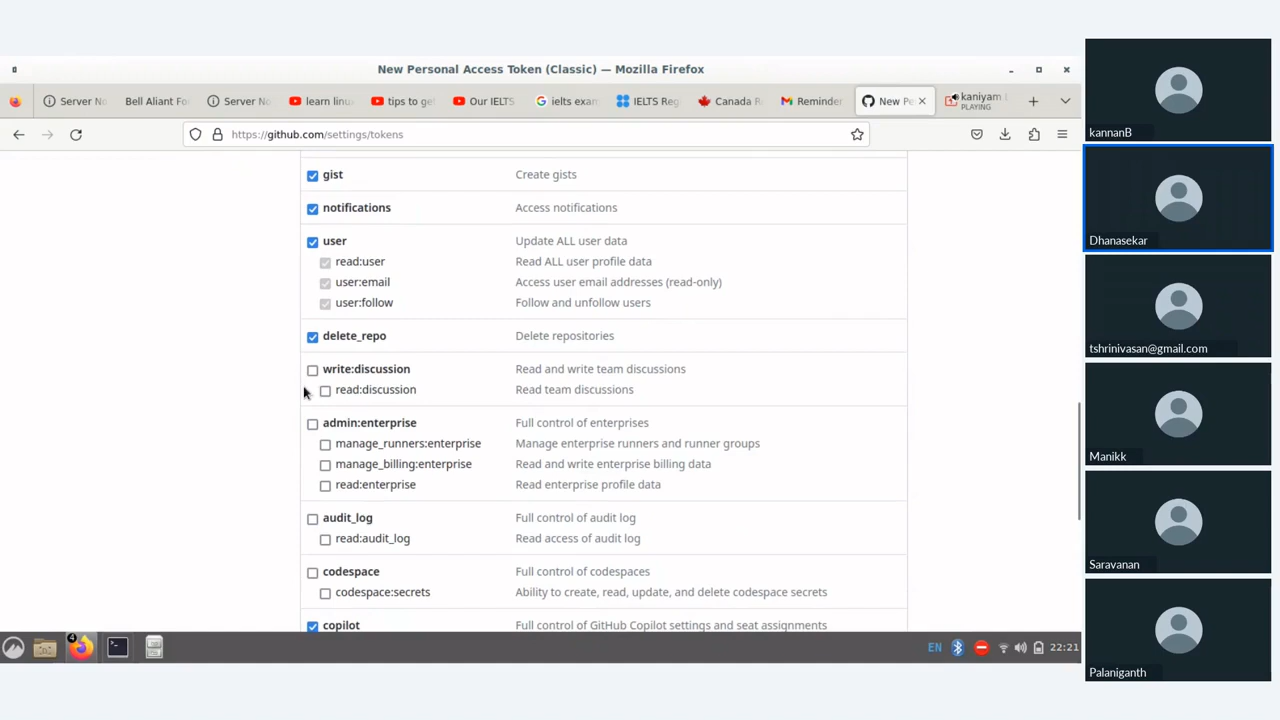 New Personal Access Token (Classic) — Mozilla Firefox
Server No
Bell Aliant Fo
Server No
learn linu
tips to ge
Our IELTS
ielts exan
IELTS Reg
Canada R
Reminder
New Pe
kaniyam
PLAYING
https://github.com/settings/tokens
gist Create gists
notifications Access notifications
user Update ALL user data
read:user Read ALL user profile data
user:email Access user email addresses (read-only)
user:follow Follow and unfollow users
delete_repo Delete repositories
write:discussion Read and write team discussions
read:discussion Read team discussions
admin:enterprise Full control of enterprises
manage_runners:enterprise Manage enterprise runners and runner groups
manage_billing:enterprise Read and write enterprise billing data
read:enterprise Read enterprise profile data
audit_log Full control of audit log
read:audit_log Read access of audit log
codespace Full control of codespaces
codespace:secrets Ability to create, read, update, and delete codespace secrets
copilot Full control of GitHub Copilot settings and seat assignments
4
EN 22:21
kannanB
Dhanasekar
tshrinivasan@gmail.com
Manikk
Saravanan
Palaniganth